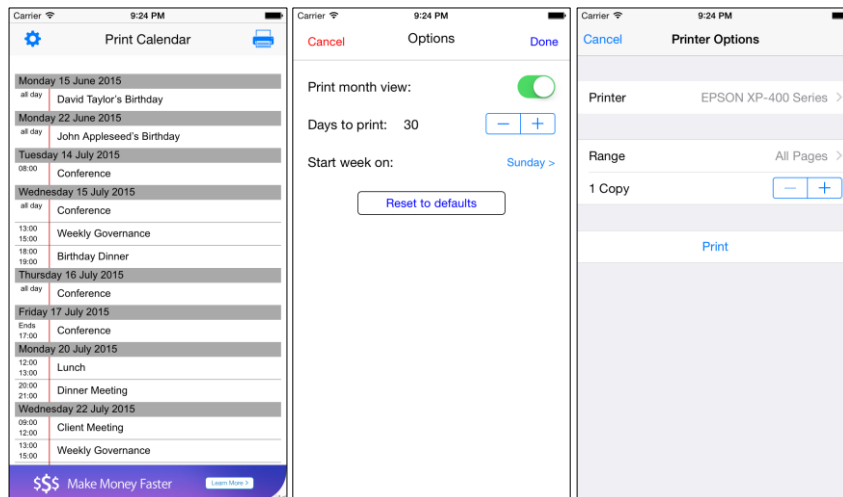 Carrier 9:24 PM
Print Calendar
Monday 15 June 2015
all day David Taylor's Birthday
Monday 22 June 2015
all day John Appleseed's Birthday
Tuesday 14 July 2015
08:00 Conference
Wednesday 15 July 2015
all day Conference
13:00
15:00 Weekly Governance
18:00
19:00 Birthday Dinner
Thursday 16 July 2015
all day Conference
Friday 17 July 2015
Ends
17:00 Conference
Monday 20 July 2015
12:00
13:00 Lunch
20:00
21:00 Dinner Meeting
Wednesday 22 July 2015
09:00
12:00 Client Meeting
13:00
15:00 Weekly Governance
$$$ Make Money Faster Learn More >
Carrier 9:24 PM
Cancel Options Done
Print month view:
Days to print: 30 − +
Start week on: Sunday >
Reset to defaults
Carrier 9:24 PM
Cancel Printer Options
Printer EPSON XP-400 Series >
Range All Pages >
1 Copy − +
Print